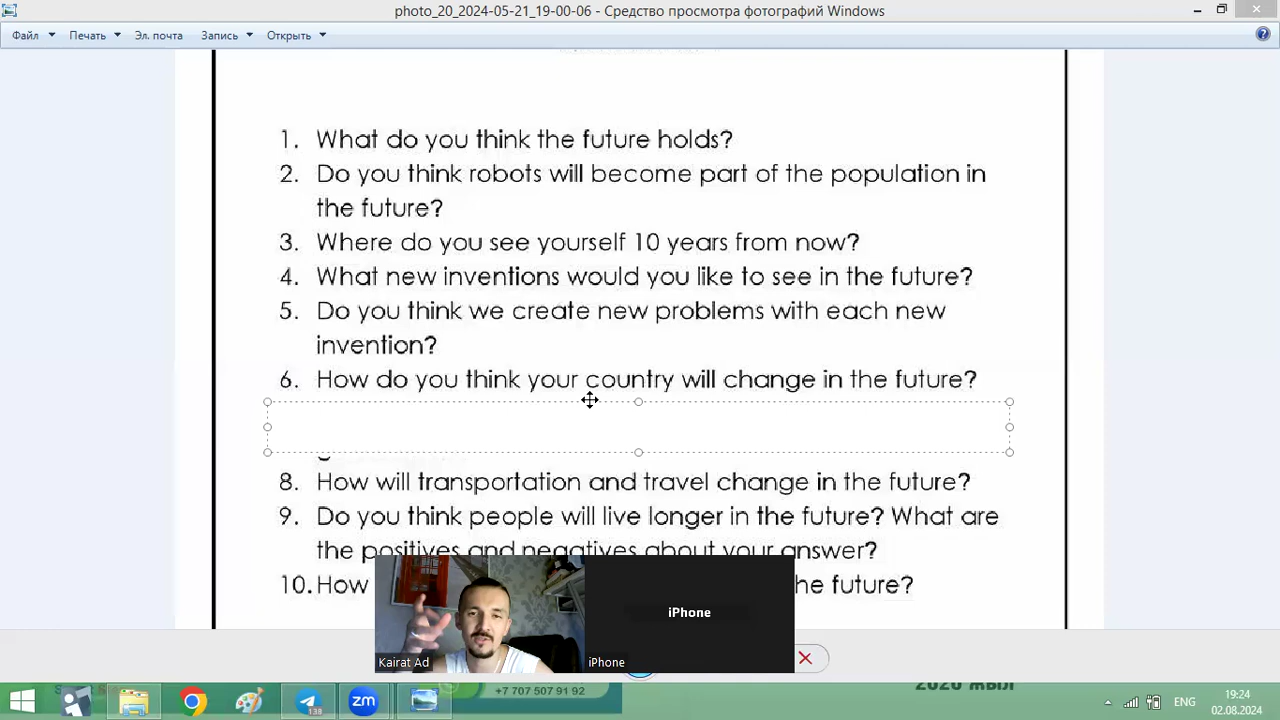 photo_20_2024-05-21_19-00-06 - Средство просмотра фотографий Windows
Файл Печать Эл. почта Запись Открыть
1. What do you think the future holds?
2. Do you think robots will become part of the population in
the future?
3. Where do you see yourself 10 years from now?
4. What new inventions would you like to see in the future?
5. Do you think we create new problems with each new
invention?
6. How do you think your country will change in the future?
8. How will transportation and travel change in the future?
9. Do you think people will live longer in the future? What are
the positives and negatives about your answer?
10. How he future?
iPhone
Kairat Ad
iPhone
+7 707 507 91 92
2020 жыл
138
zm
ENG
19:24
02.08.2024